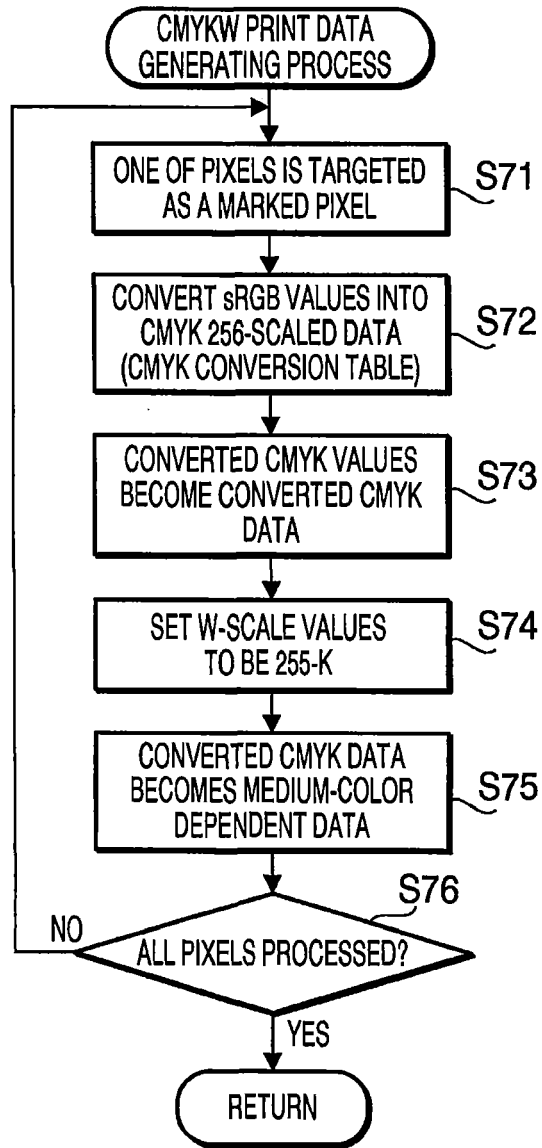 CMYKW PRINT DATA
GENERATING PROCESS
ONE OF PIXELS IS TARGETED
AS A MARKED PIXEL
S71
CONVERT sRGB VALUES INTO
CMYK 256-SCALED DATA
(CMYK CONVERSION TABLE)
S72
CONVERTED CMYK VALUES
BECOME CONVERTED CMYK
DATA
S73
SET W-SCALE VALUES
TO BE 255-K
S74
CONVERTED CMYK DATA
BECOMES MEDIUM-COLOR
DEPENDENT DATA
S75
S76
NO
ALL PIXELS PROCESSED?
YES
RETURN